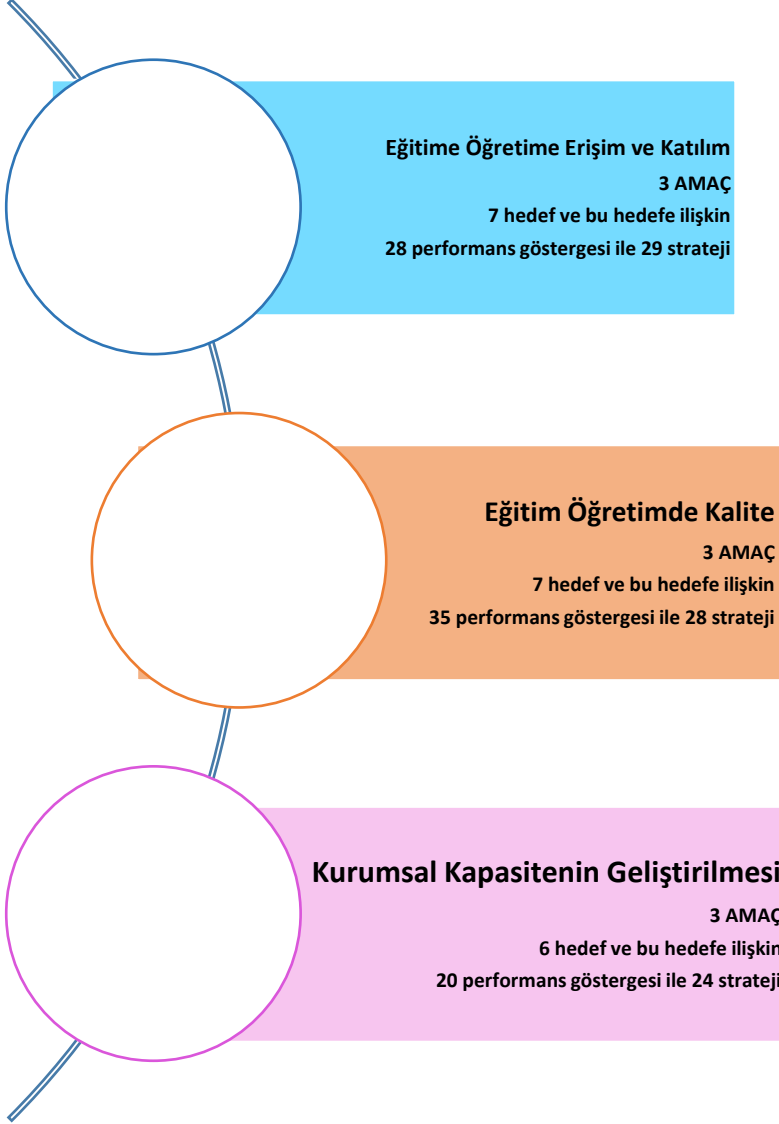 Eğitime Öğretime Erişim ve Katılım
3 AMAÇ
7 hedef ve bu hedefe ilişkin
28 performans göstergesi ile 29 strateji
Eğitim Öğretimde Kalite
3 AMAÇ
7 hedef ve bu hedefe ilişkin
35 performans göstergesi ile 28 strateji
Kurumsal Kapasitenin Geliştirilmesi
3 AMAÇ
6 hedef ve bu hedefe ilişkin
20 performans göstergesi ile 24 strateji